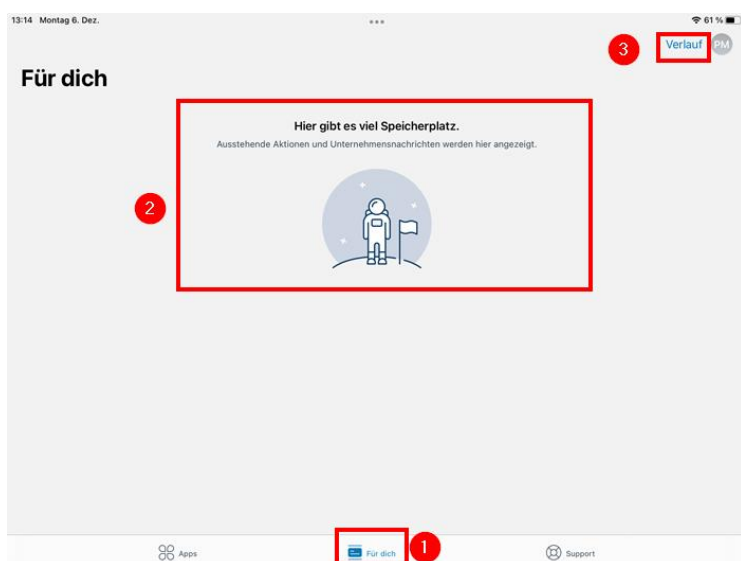 13:14 Montag 6. Dez.
61 %
3
Verlauf PM
Für dich
Hier gibt es viel Speicherplatz.
Ausstehende Aktionen und Unternehmensnachrichten werden hier angezeigt.
2
Apps
Für dich
1
Support